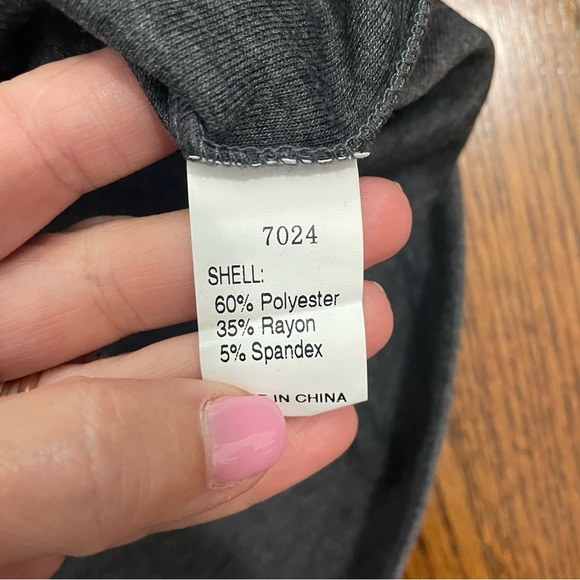 7024
SHELL:
60% Polyester
35% Rayon
5% Spandex
IN CHINA